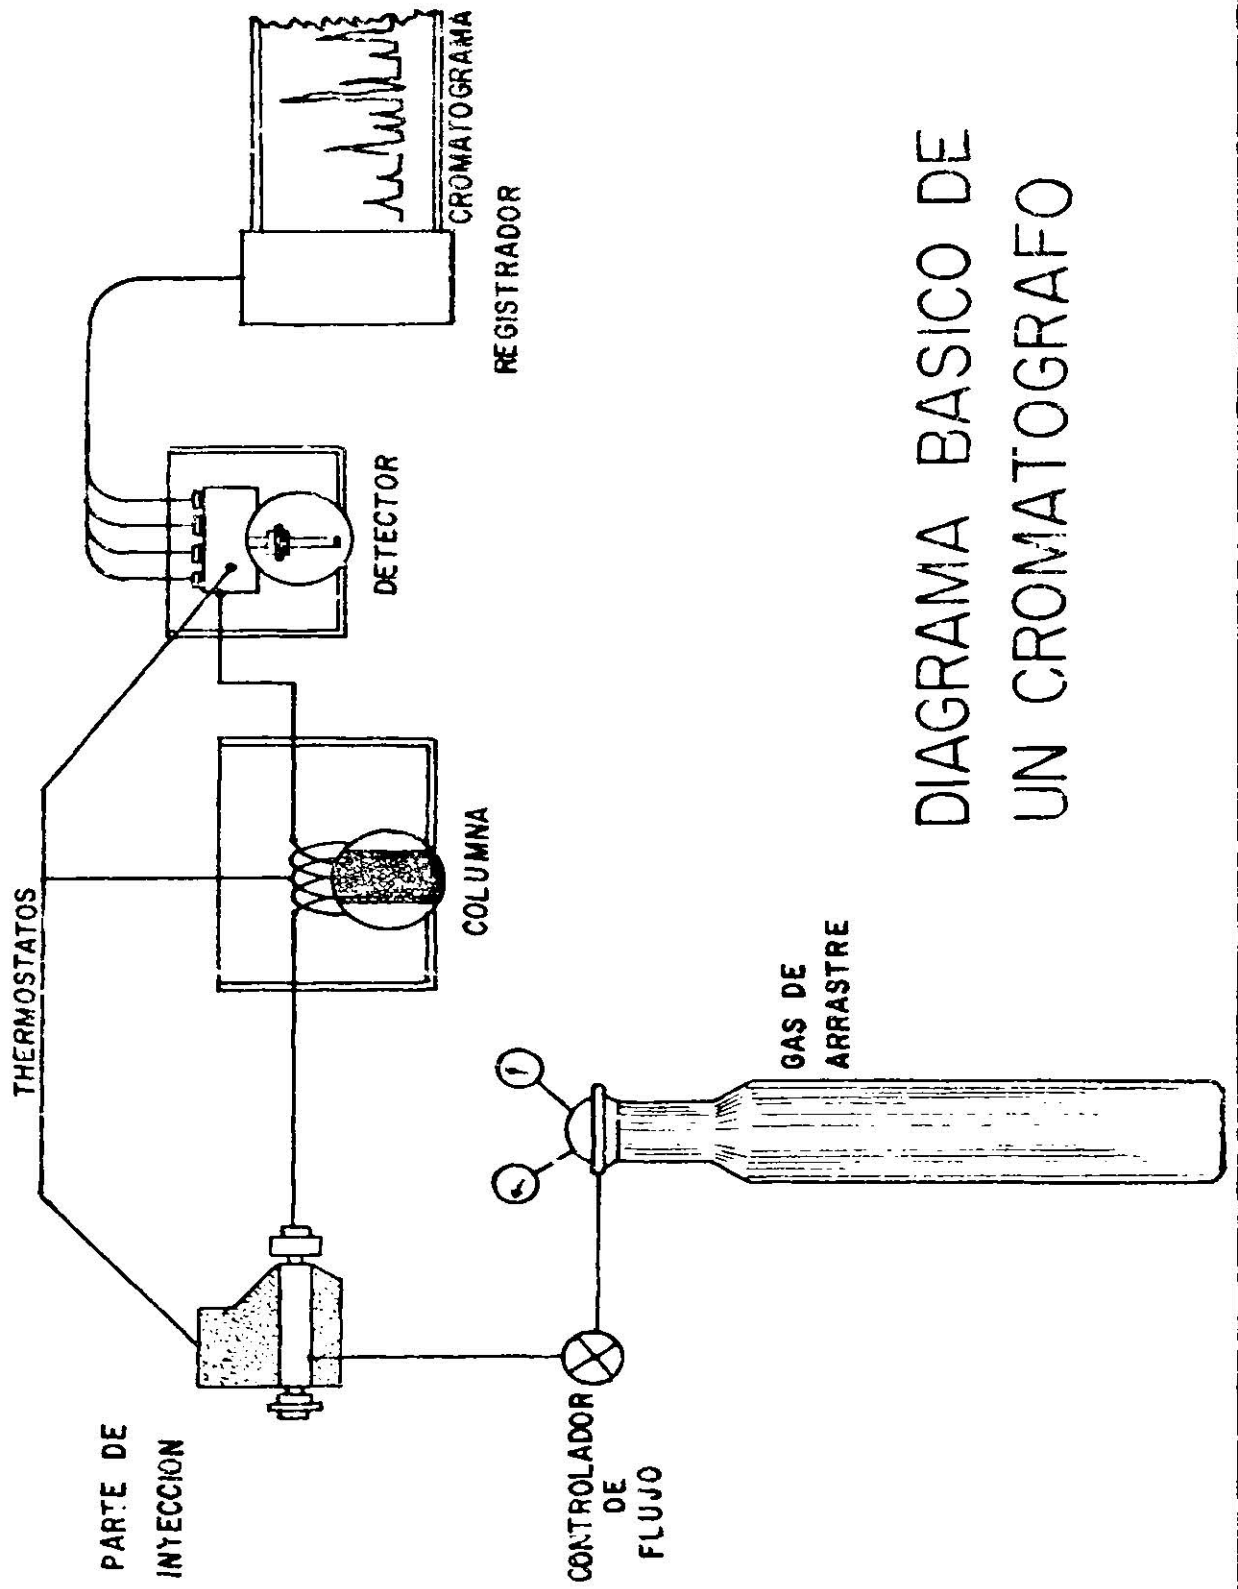 THERMOSTATOS
PARTE DE
INYECCION
COLUMNA
DETECTOR
CROMATOGRAMA
REGISTRADOR
CONTROLADOR
DE
FLUJO
GAS DE
ARRASTRE
DIAGRAMA BASICO DE
UN CROMATOGRAFO